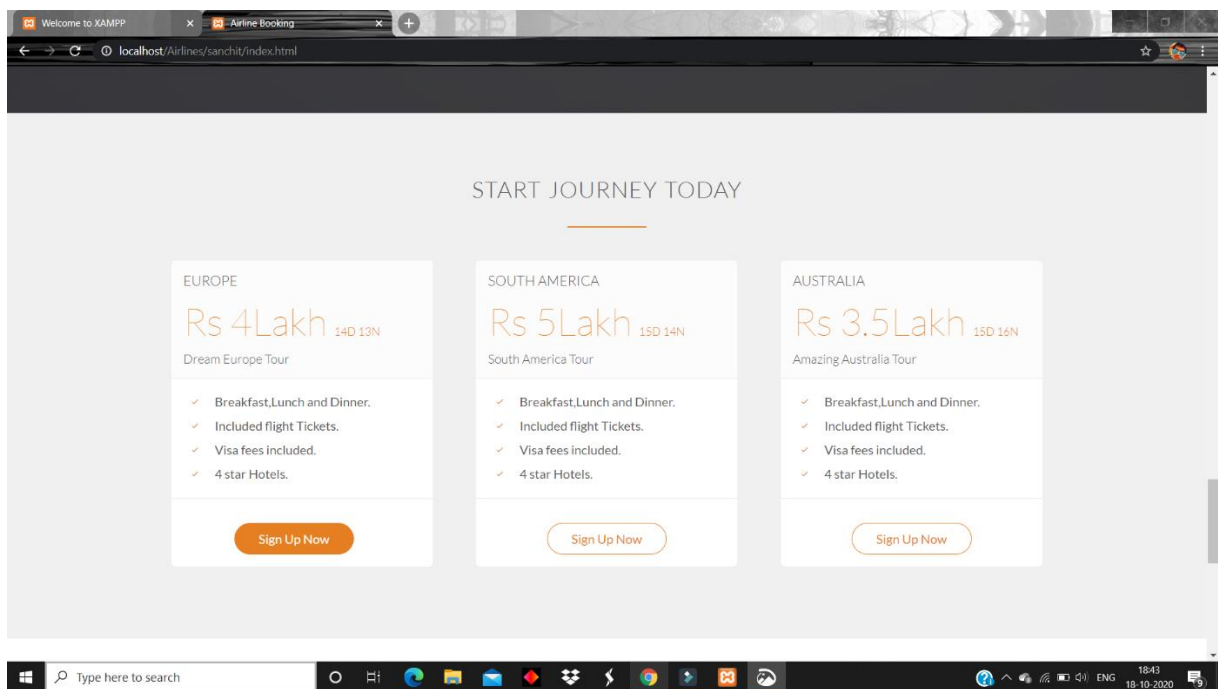 Welcome to XAMPP
Airline Booking
localhost/Airlines/sanchit/index.html
START JOURNEY TODAY
EUROPE
Rs 4Lakh 14D 13N
Dream Europe Tour
Breakfast,Lunch and Dinner.
Included flight Tickets.
Visa fees included.
4 star Hotels.
Sign Up Now
SOUTH AMERICA
Rs 5Lakh 15D 14N
South America Tour
Breakfast,Lunch and Dinner.
Included flight Tickets.
Visa fees included.
4 star Hotels.
Sign Up Now
AUSTRALIA
Rs 3.5Lakh 15D 16N
Amazing Australia Tour
Breakfast,Lunch and Dinner.
Included flight Tickets.
Visa fees included.
4 star Hotels.
Sign Up Now
Type here to search
ENG
18:43
18-10-2020
9